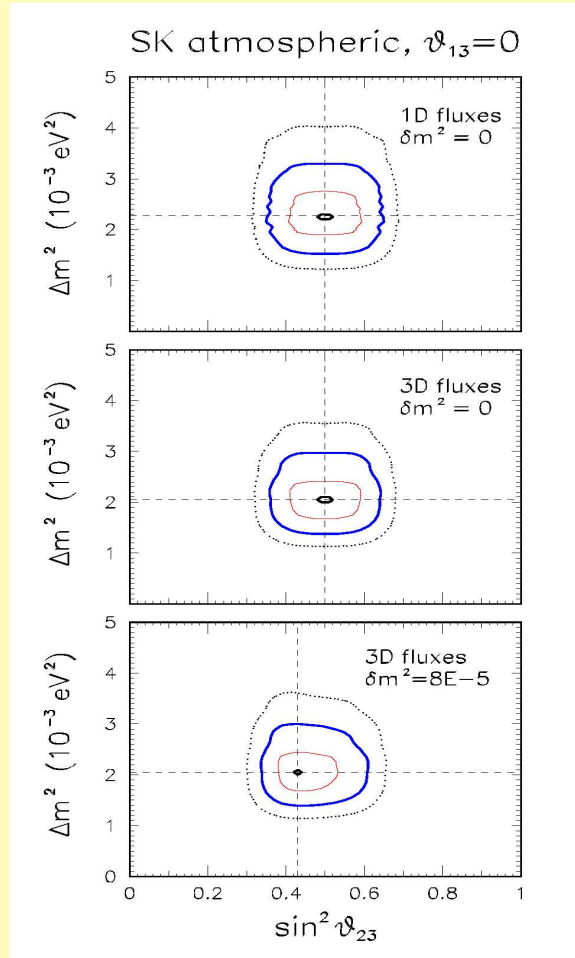 SK atmospheric, ϑ₁₃=0
5
4
3
2
1
Δm² (10⁻³ eV²)
1D fluxes
δm² = 0
5
4
3
2
1
Δm² (10⁻³ eV²)
3D fluxes
δm² = 0
5
4
3
2
1
0
Δm² (10⁻³ eV²)
3D fluxes
δm²=8E−5
0 0.2 0.4 0.6 0.8 1
sin² ϑ₂₃